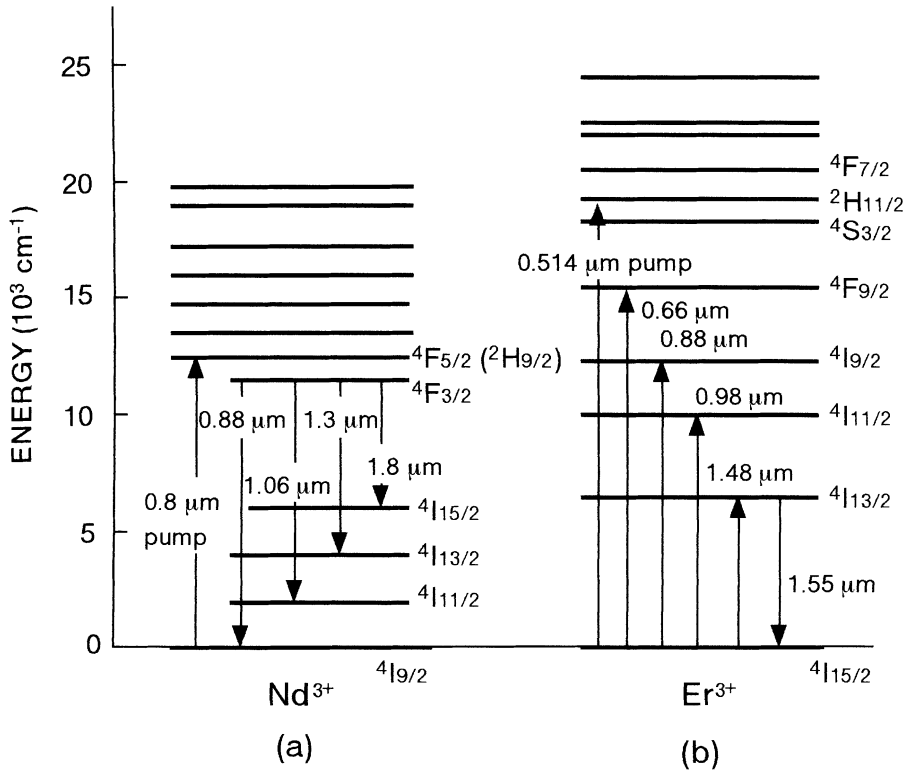 ENERGY (10³ cm⁻¹)
25
20
15
10
5
0
⁴F5/2 (²H9/2)
⁴F3/2
0.88 μm
1.3 μm
1.8 μm
1.06 μm
0.8 μm
pump
⁴I15/2
⁴I13/2
⁴I11/2
⁴I9/2
Nd³⁺
(a)
⁴F7/2
²H11/2
⁴S3/2
0.514 μm pump
⁴F9/2
0.66 μm
0.88 μm
⁴I9/2
0.98 μm
⁴I11/2
1.48 μm
⁴I13/2
1.55 μm
⁴I15/2
Er³⁺
(b)